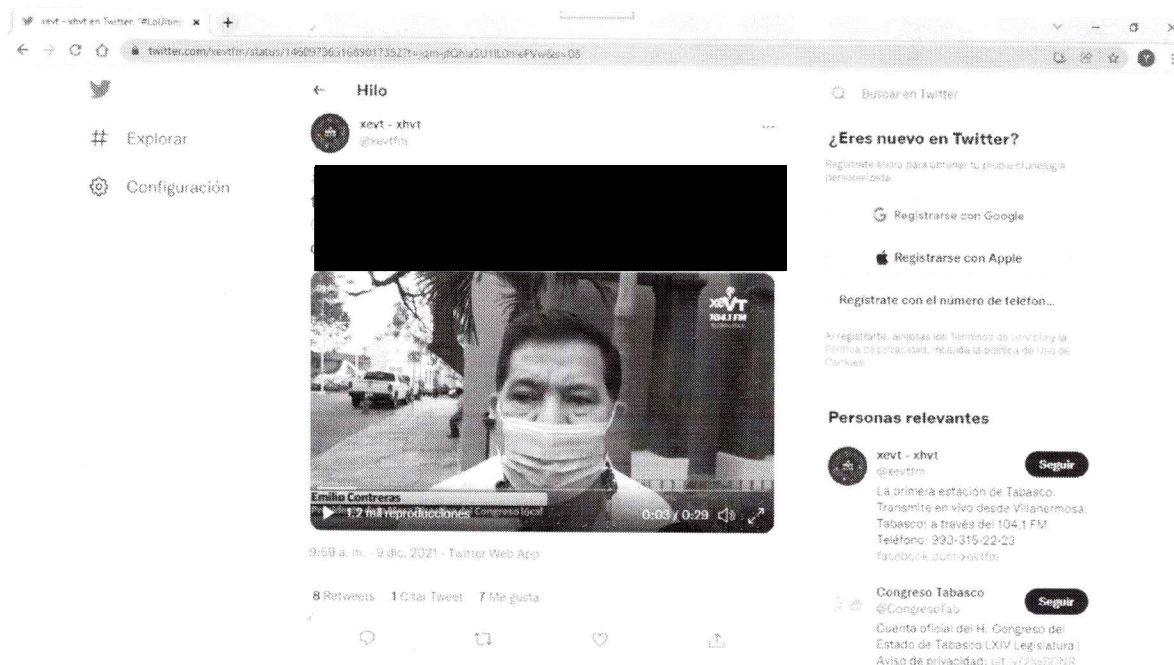 xevt - xhvt en Twitter: "#LoÚltim
twitter.com/xevtfm/status/
Hilo
xevt - xhvt
@xevtfm
Explorar
Configuración
xeVT
104.1 FM
Emilio Contreras
Congreso local
1.2 mil reproducciones
0:03 / 0:29
9:59 a. m. · 9 dic. 2021 · Twitter Web App
8 Retweets 1 Citar Tweet 7 Me gusta
Buscar en Twitter
¿Eres nuevo en Twitter?
Regístrate ahora para obtener tu propia cronología
personalizada.
Registrarse con Google
Registrarse con Apple
Regístrate con el número de teléfon...
Al registrarte, aceptas los Términos de servicio y la
Política de privacidad, incluida la política de Uso de
Cookies.
Personas relevantes
xevt - xhvt
@xevtfm
Seguir
La primera estación de Tabasco.
Transmite en vivo desde Villahermosa,
Tabasco; a través del 104.1 FM
Teléfono: 993-315-22-23
facebook.com/xevtfm
Congreso Tabasco
@CongresoTab
Seguir
Cuenta oficial del H. Congreso del
Estado de Tabasco LXIV Legislatura |
Aviso de privacidad: